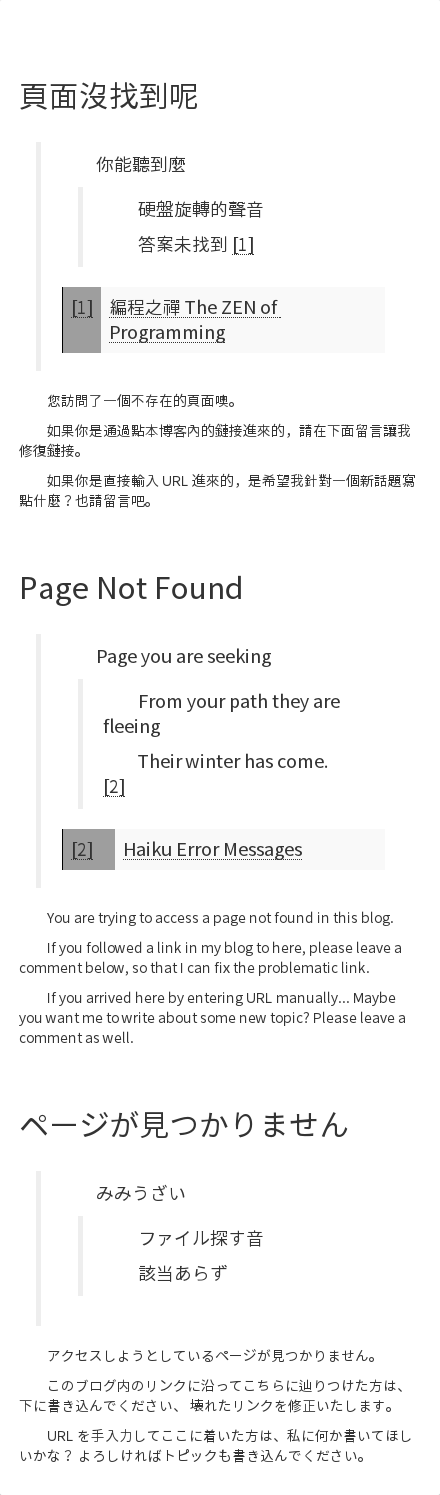 頁面沒找到呢
你能聽到麼
硬盤旋轉的聲音
答案未找到 [1]
[1] 編程之禪 The ZEN of
Programming
您訪問了一個不存在的頁面噢。
如果你是通過點本博客內的鏈接進來的，請在下面留言讓我
修復鏈接。
如果你是直接輸入 URL 進來的，是希望我針對一個新話題寫
點什麼？也請留言吧。
Page Not Found
Page you are seeking
From your path they are
fleeing
Their winter has come.
[2]
[2] Haiku Error Messages
You are trying to access a page not found in this blog.
If you followed a link in my blog to here, please leave a
comment below, so that I can fix the problematic link.
If you arrived here by entering URL manually... Maybe
you want me to write about some new topic? Please leave a
comment as well.
ページが見つかりません
みみうざい
ファイル探す音
該当あらず
アクセスしようとしているページが見つかりません。
このブログ内のリンクに沿ってこちらに辿りつけた方は、
下に書き込んでください、 壊れたリンクを修正いたします。
URL を手入力してここに着いた方は、私に何か書いてほし
いかな？ よろしければトピックも書き込んでください。